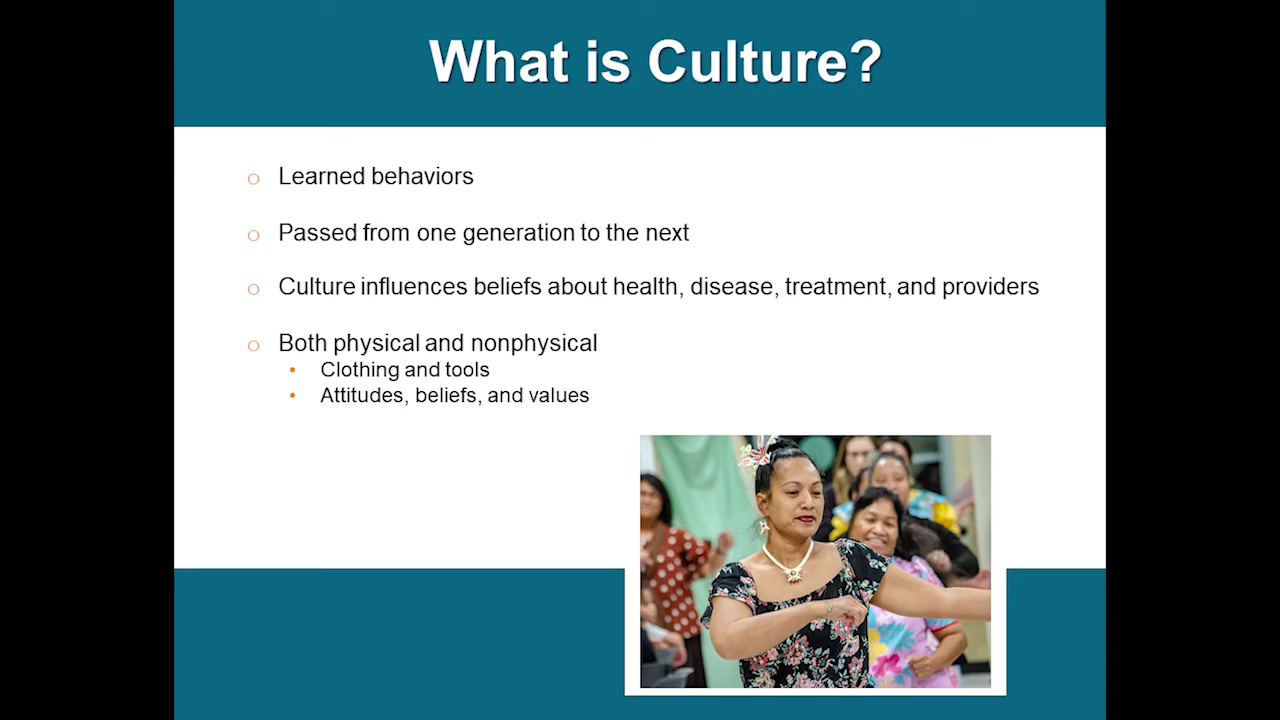 What is Culture?
Learned behaviors
Passed from one generation to the next
Culture influences beliefs about health, disease, treatment, and providers
Both physical and nonphysical
Clothing and tools
Attitudes, beliefs, and values